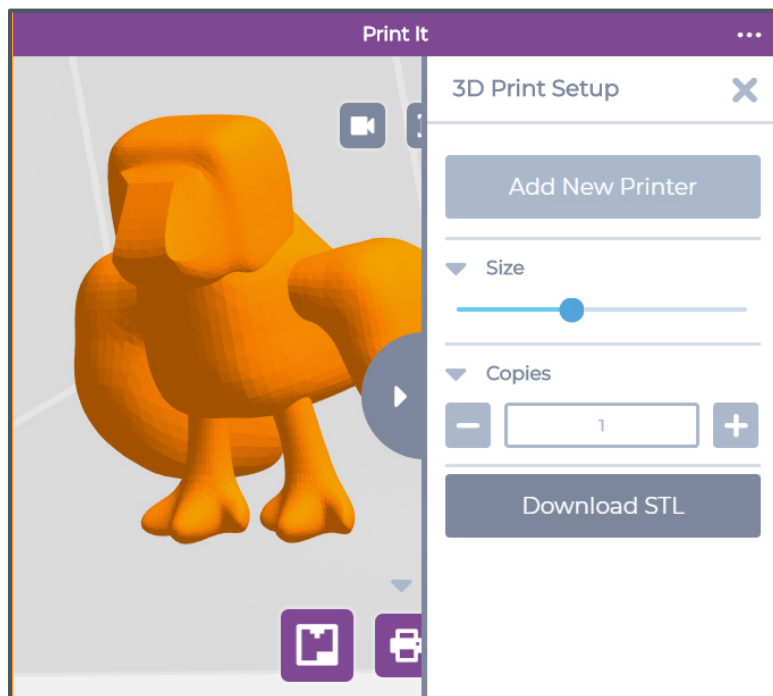 Print It
3D Print Setup
Add New Printer
Size
Copies
1
Download STL